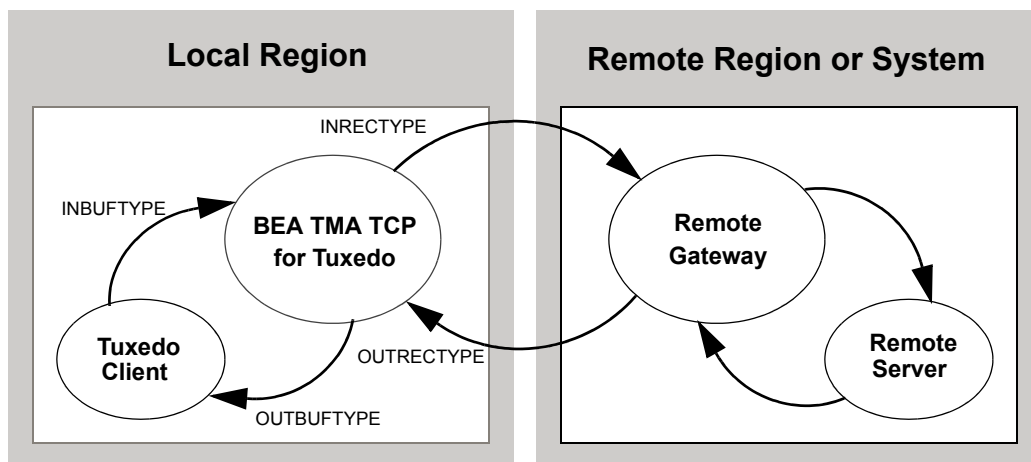 Local Region
Remote Region or System
INRECTYPE
INBUFTYPE
BEA TMA TCP
for Tuxedo
Remote
Gateway
Tuxedo
Client
OUTRECTYPE
Remote
Server
OUTBUFTYPE